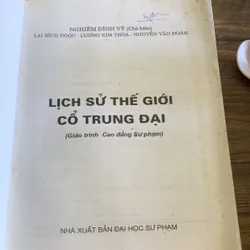 NGHIÊM ĐÌNH VỲ (Chủ biên)
LẠI BÍCH NGỌC - LƯƠNG KIM THOA - NGUYỄN VĂN ĐOÀN
LỊCH SỬ THẾ GIỚI
CỔ TRUNG ĐẠI
(Giáo trình Cao đẳng Sư phạm)
NHÀ XUẤT BẢN ĐẠI HỌC SƯ PHẠM